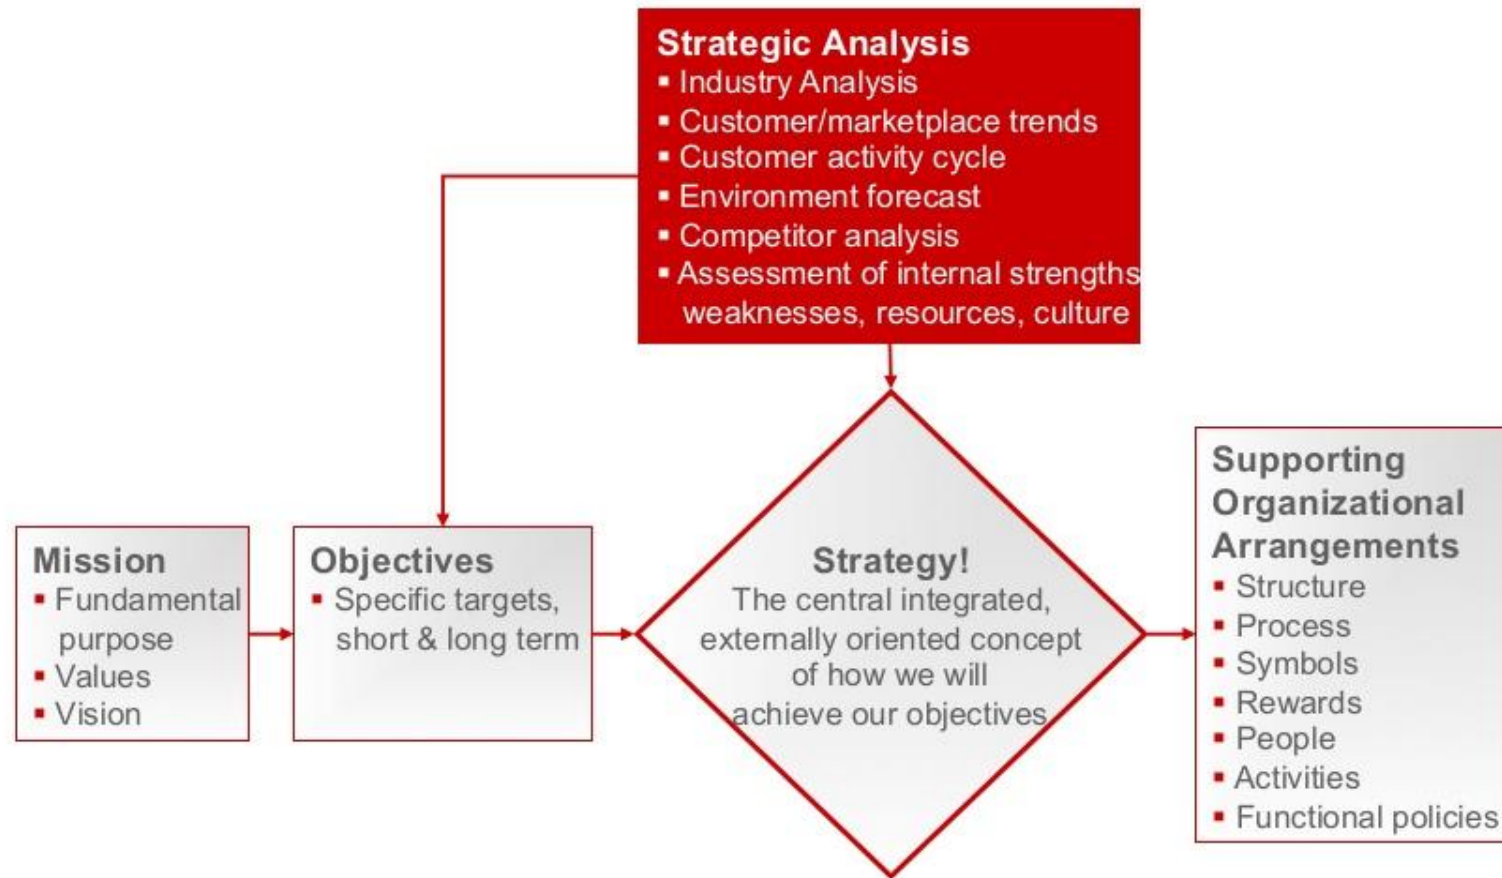 Strategic Analysis
▪ Industry Analysis
▪ Customer/marketplace trends
▪ Customer activity cycle
▪ Environment forecast
▪ Competitor analysis
▪ Assessment of internal strengths
weaknesses, resources, culture
Mission
▪ Fundamental
purpose
▪ Values
▪ Vision
Objectives
▪ Specific targets,
short & long term
Strategy!
The central integrated,
externally oriented concept
of how we will
achieve our objectives
Supporting
Organizational
Arrangements
▪ Structure
▪ Process
▪ Symbols
▪ Rewards
▪ People
▪ Activities
▪ Functional policies